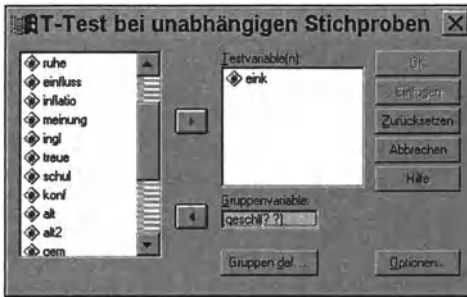 T-Test bei unabhängigen Stichproben
ruhe
einfluss
inflatio
meinung
ingl
treue
schul
konf
alt
alt2
gem
Testvariable(n):
eink
Gruppenvariable:
geschl(? ?)
Gruppen def. ...
OK
Einfügen
Zurücksetzen
Abbrechen
Hilfe
Optionen...